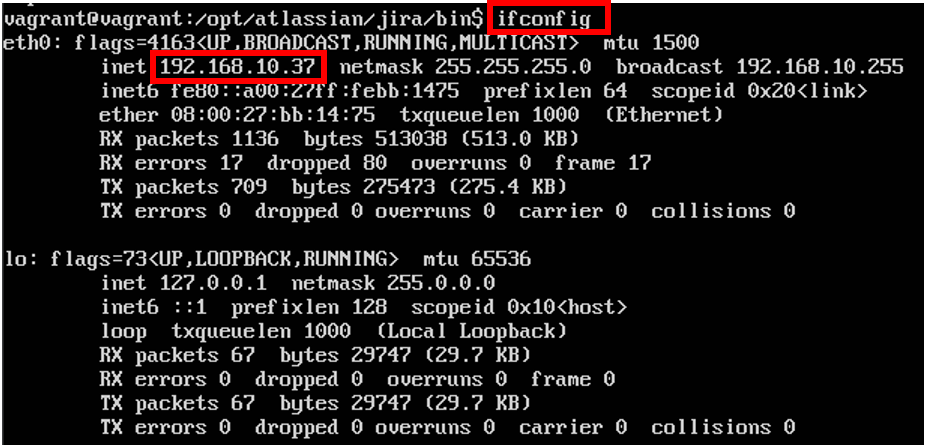 vagrant@vagrant:/opt/atlassian/jira/bin$ ifconfig
eth0: flags=4163<UP,BROADCAST,RUNNING,MULTICAST>  mtu 1500
        inet 192.168.10.37  netmask 255.255.255.0  broadcast 192.168.10.255
        inet6 fe80::a00:27ff:febb:1475  prefixlen 64  scopeid 0x20<link>
        ether 08:00:27:bb:14:75  txqueuelen 1000  (Ethernet)
        RX packets 1136  bytes 513038 (513.0 KB)
        RX errors 17  dropped 80  overruns 0  frame 17
        TX packets 709  bytes 275473 (275.4 KB)
        TX errors 0  dropped 0 overruns 0  carrier 0  collisions 0

lo: flags=73<UP,LOOPBACK,RUNNING>  mtu 65536
        inet 127.0.0.1  netmask 255.0.0.0
        inet6 ::1  prefixlen 128  scopeid 0x10<host>
        loop  txqueuelen 1000  (Local Loopback)
        RX packets 67  bytes 29747 (29.7 KB)
        RX errors 0  dropped 0  overruns 0  frame 0
        TX packets 67  bytes 29747 (29.7 KB)
        TX errors 0  dropped 0 overruns 0  carrier 0  collisions 0